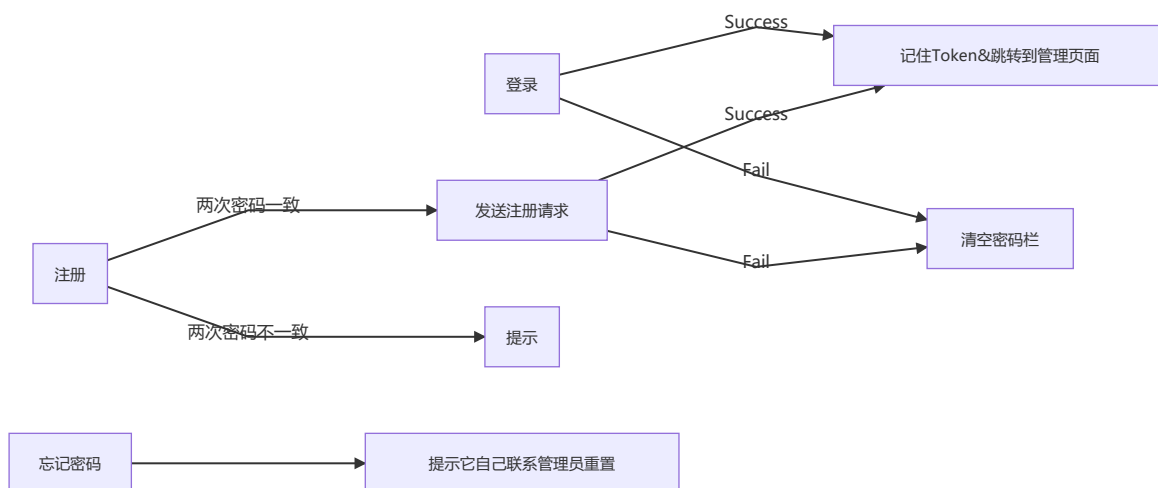 Success
登录
记住Token&跳转到管理页面
Success
Fail
两次密码一致
发送注册请求
清空密码栏
注册
Fail
两次密码不一致
提示
忘记密码
提示它自己联系管理员重置